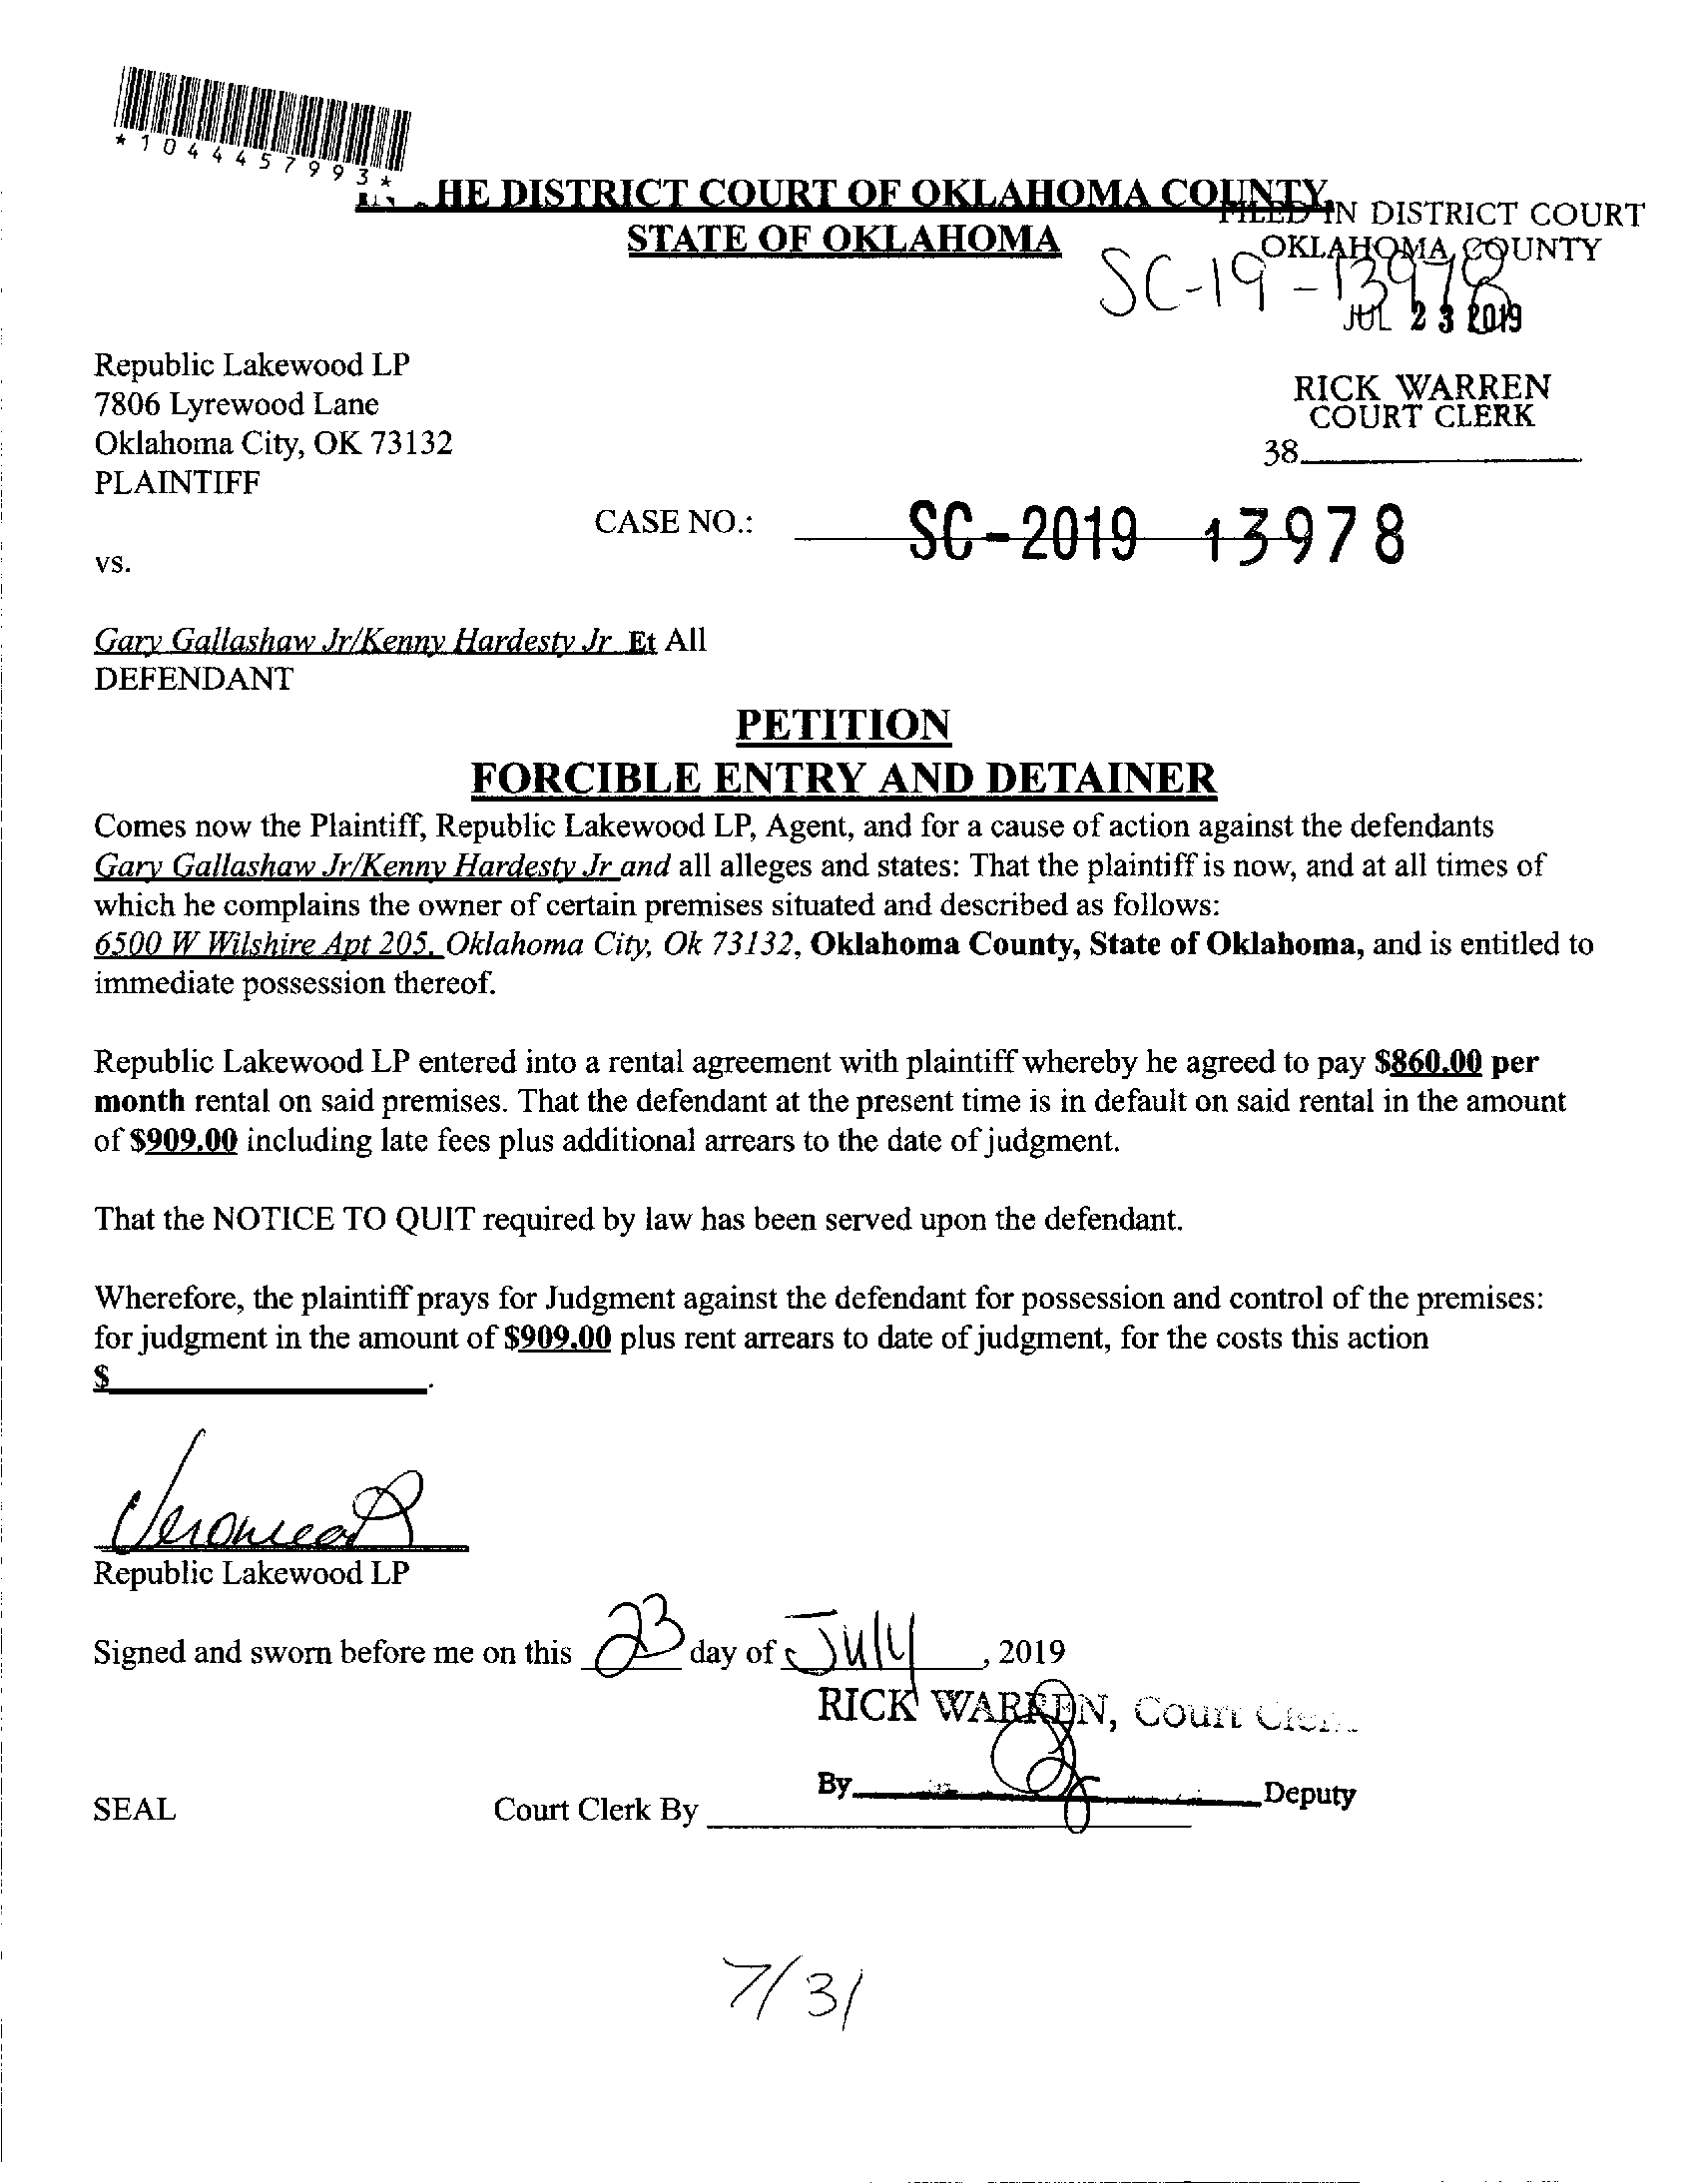 *1044457993*
HE DISTRICT COURT OF OKLAHOMA COUNTY,
STATE OF OKLAHOMA
FILED IN DISTRICT COURT
OKLAHOMA COUNTY
SC-19-13978
JUL 23 2019
Republic Lakewood LP
7806 Lyrewood Lane
Oklahoma City, OK 73132
PLAINTIFF
RICK WARREN
COURT CLERK
38
CASE NO.: SC-2019 13978
vs.
Gary Gallashaw Jr/Kenny Hardesty Jr Et All
DEFENDANT
PETITION
FORCIBLE ENTRY AND DETAINER
Comes now the Plaintiff, Republic Lakewood LP, Agent, and for a cause of action against the defendants
Gary Gallashaw Jr/Kenny Hardesty Jr and all alleges and states: That the plaintiff is now, and at all times of
which he complains the owner of certain premises situated and described as follows:
6500 W Wilshire Apt 205, Oklahoma City, Ok 73132, Oklahoma County, State of Oklahoma, and is entitled to
immediate possession thereof.
Republic Lakewood LP entered into a rental agreement with plaintiff whereby he agreed to pay $860.00 per
month rental on said premises. That the defendant at the present time is in default on said rental in the amount
of $909.00 including late fees plus additional arrears to the date of judgment.
That the NOTICE TO QUIT required by law has been served upon the defendant.
Wherefore, the plaintiff prays for Judgment against the defendant for possession and control of the premises:
for judgment in the amount of $909.00 plus rent arrears to date of judgment, for the costs this action
$ .
Republic Lakewood LP
Signed and sworn before me on this 23 day of July, 2019
RICK WARREN, Court Clerk
By Deputy
SEAL Court Clerk By
7/31